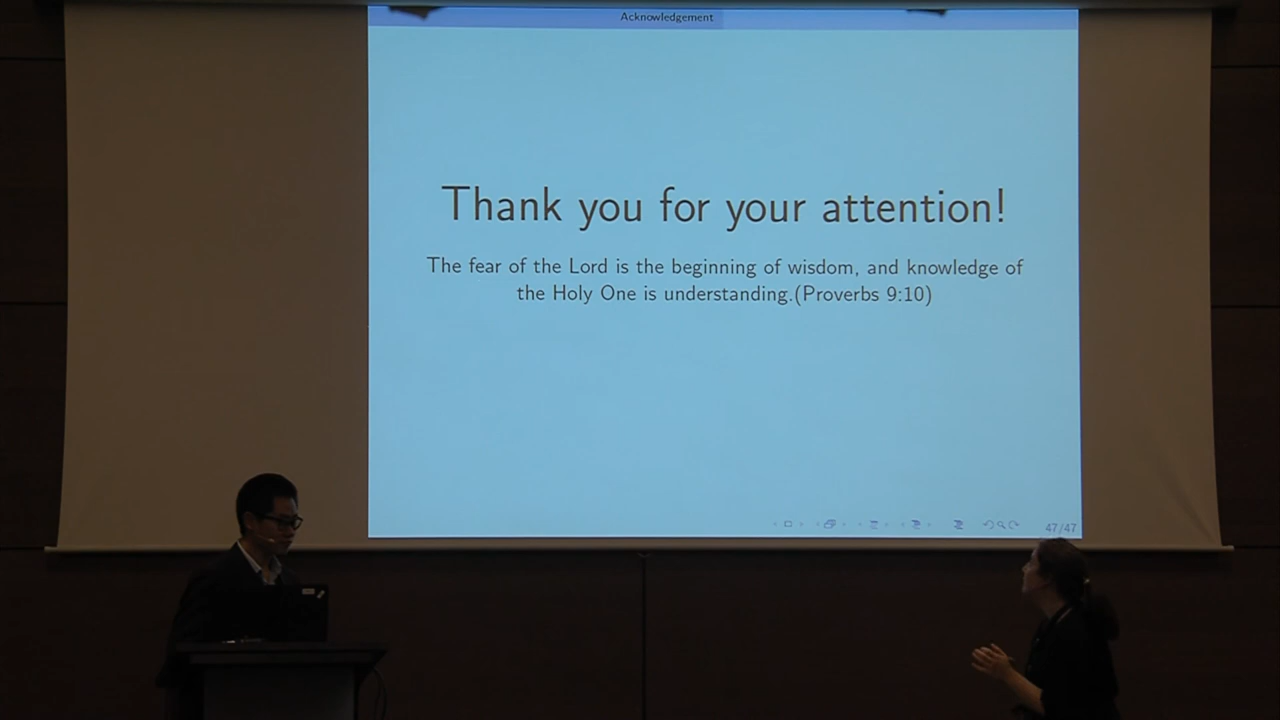 Acknowledgement
Thank you for your attention!
The fear of the Lord is the beginning of wisdom, and knowledge of
the Holy One is understanding.(Proverbs 9:10)
47/47